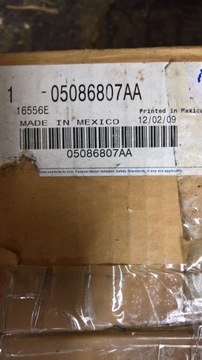 1 - 05086807AA
16556E Printed in Mexico
MADE IN MEXICO 12/02/09
05086807AA